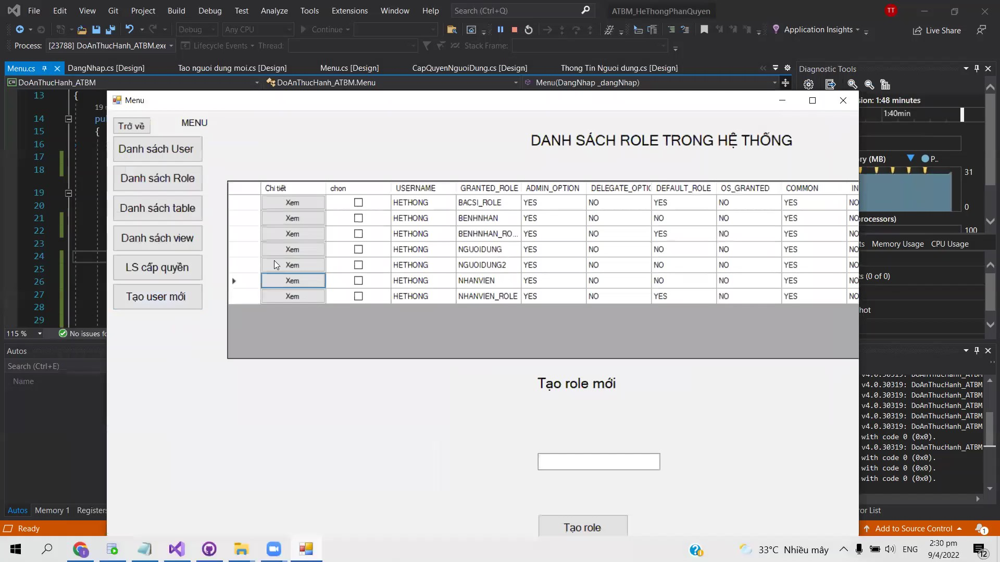 File Edit View Git Project Build Debug Test Analyze Tools Extensions Window Help Search (Ctrl+Q) ATBM_HeThongPhanQuyen TT
Debug Any CPU Continue Application Insights Live Share
Process: [23788] DoAnThucHanh_ATBM.exe Lifecycle Events Thread: Stack Frame:
Menu.cs DangNhap.cs [Design] Tao nguoi dung moi.cs [Design] Menu.cs [Design] CapQuyenNguoiDung.cs [Design] Thong Tin Nguoi dung.cs [Design] Diagnostic Tools
DoAnThucHanh_ATBM DoAnThucHanh_ATBM.Menu Menu(DangNhap _dangNhap)
13 {
19
14 pu
15 {
16
17
18
19
20
21
22
23
24
25
26
27
28
29
115 % No issues fo
Menu
Trở về MENU
Danh sách User
Danh sách Role
Danh sách table
Danh sách view
LS cấp quyền
Tạo user mới
DANH SÁCH ROLE TRONG HỆ THỐNG
Chi tiết chon USERNAME GRANTED_ROLE ADMIN_OPTION DELEGATE_OPTIO DEFAULT_ROLE OS_GRANTED COMMON IN
Xem HETHONG BACSI_ROLE YES NO YES NO YES NO
Xem HETHONG BENHNHAN YES NO NO NO YES NO
Xem HETHONG BENHNHAN_RO... YES NO YES NO YES NO
Xem HETHONG NGUOIDUNG YES NO NO NO YES NO
Xem HETHONG NGUOIDUNG2 YES NO NO NO YES NO
Xem HETHONG NHANVIEN YES NO NO NO YES NO
Xem HETHONG NHANVIEN_ROLE YES NO YES NO YES NO
Tạo role mới
Tạo role
sion: 1:48 minutes
1:40min
ry (MB) P..
31
0
rocessors)
100
ts Memory Usage CPU Usage
s (0 of 0)
hot
Autos
Search (Ctrl+E)
Name
v4.0.30319: DoAnThucHanh_ATBM
v4.0.30319: DoAnThucHanh_ATBM
v4.0.30319: DoAnThucHanh_ATBM
v4.0.30319: DoAnThucHanh_ATBM
v4.0.30319: DoAnThucHanh_ATBM
v4.0.30319: DoAnThucHanh_ATBM
with code 0 (0x0).
v4.0.30319: DoAnThucHanh_ATBM
with code 0 (0x0).
with code 0 (0x0).
with code 0 (0x0).
Autos Memory 1 Registers
or List
Ready Add to Source Control 1
33°C Nhiều mây ENG 2:30 pm
9/4/2022 12